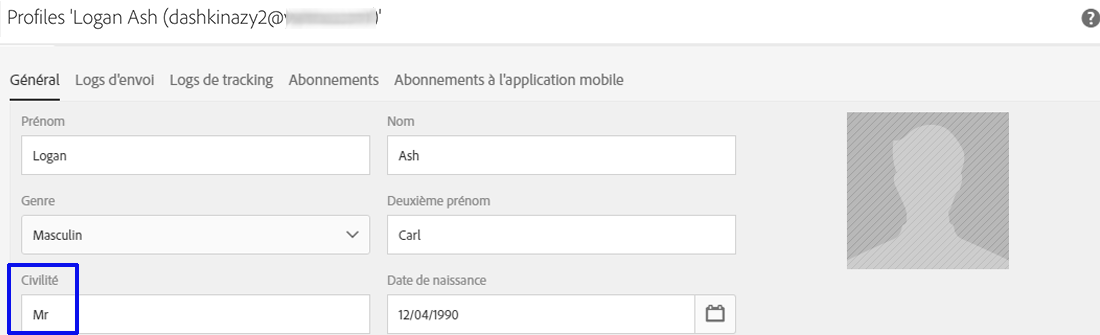 Profiles 'Logan Ash (dashkinazy2@ )'
Général Logs d'envoi Logs de tracking Abonnements Abonnements à l'application mobile
Prénom Nom
Logan Ash
Genre Deuxième prénom
Masculin Carl
Civilité Date de naissance
Mr 12/04/1990